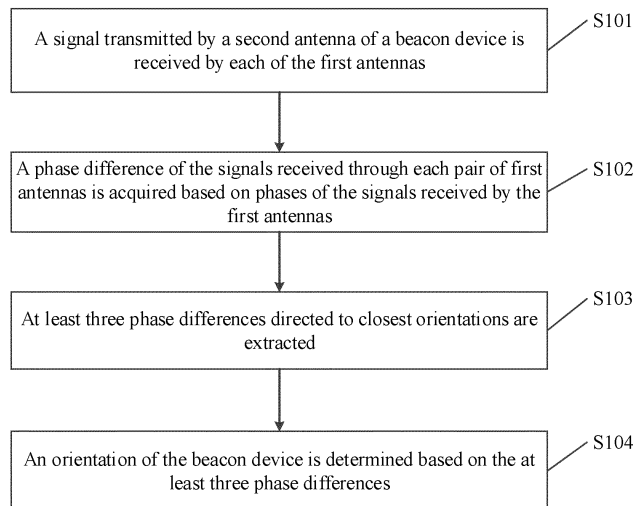 S101
A signal transmitted by a second antenna of a beacon device is
received by each of the first antennas
S102
A phase difference of the signals received through each pair of first
antennas is acquired based on phases of the signals received by the
first antennas
S103
At least three phase differences directed to closest orientations are
extracted
S104
An orientation of the beacon device is determined based on the at
least three phase differences